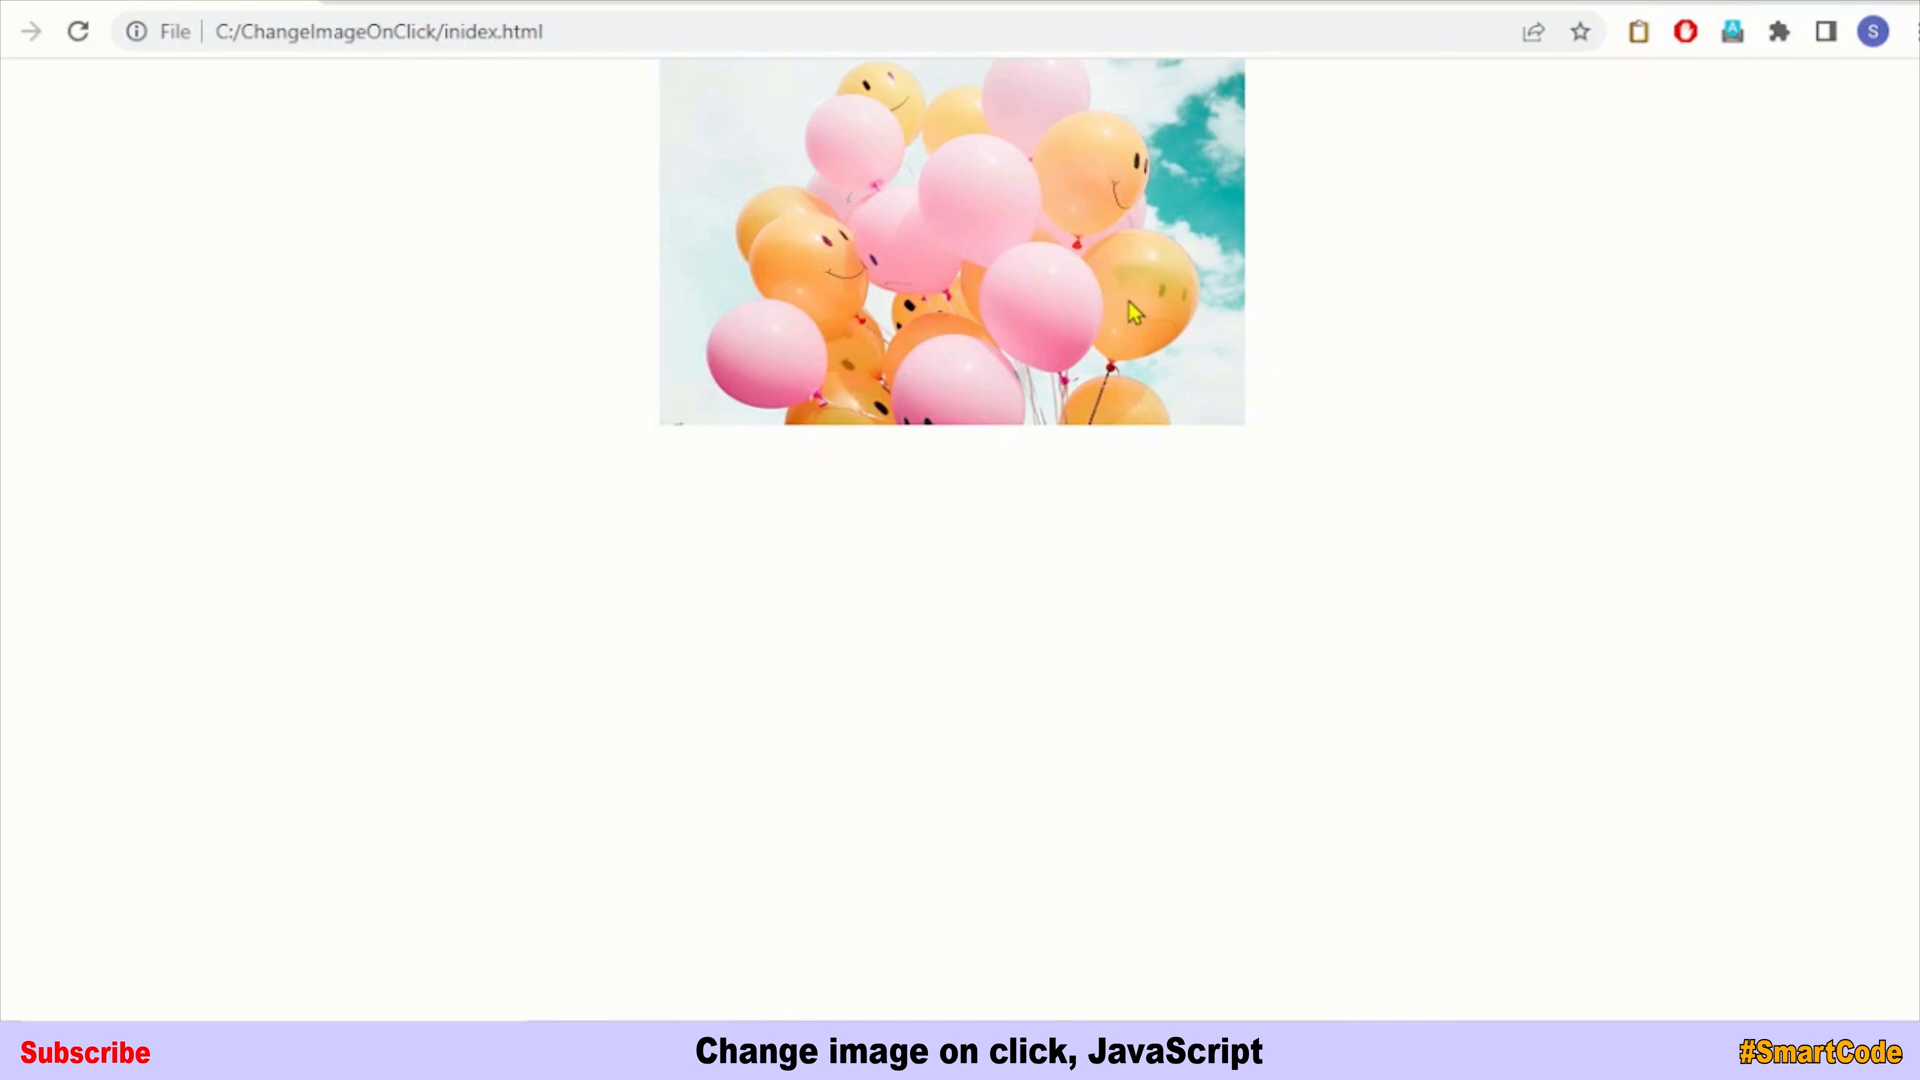 File C:/ChangeImageOnClick/inidex.html
S
Subscribe
Change image on click, JavaScript
#SmartCode